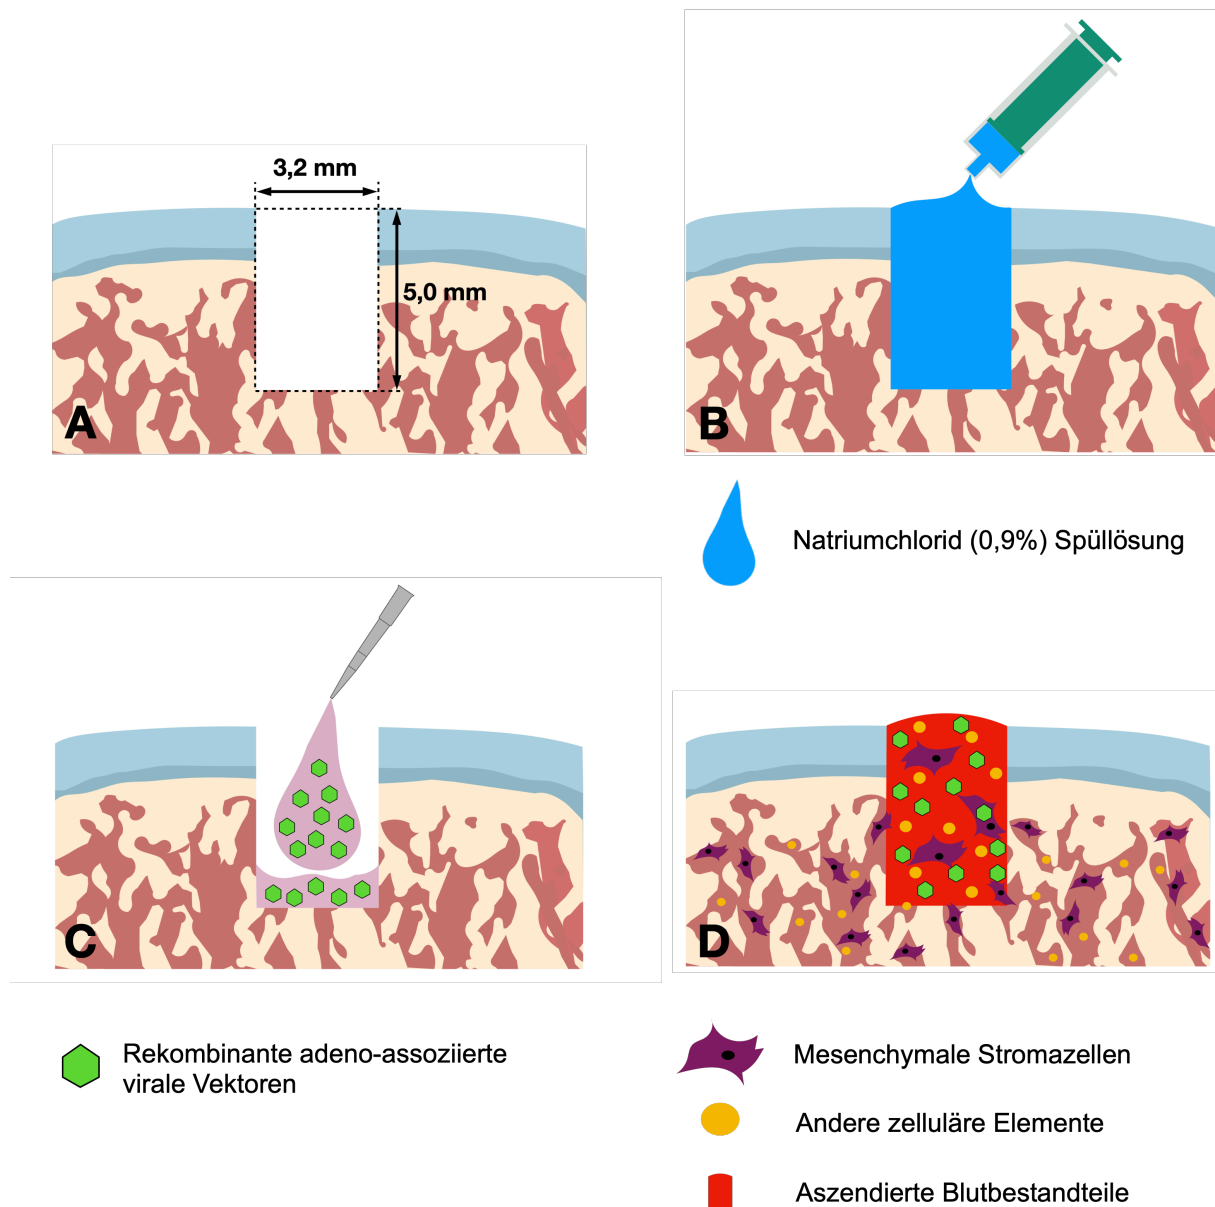 3,2 mm
5,0 mm
A
B
Natriumchlorid (0,9%) Spüllösung
C
D
Rekombinante adeno-assoziierte
virale Vektoren
Mesenchymale Stromazellen
Andere zelluläre Elemente
Aszendierte Blutbestandteile